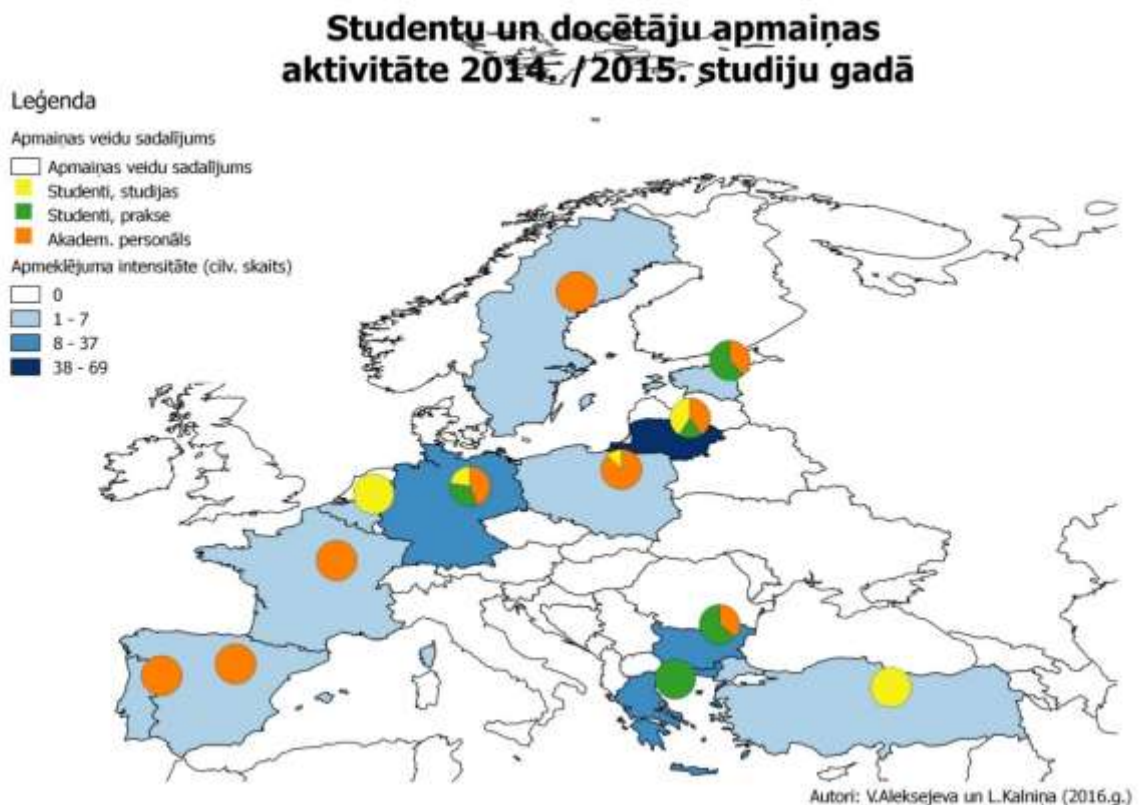 Studentu un docētāju apmaiņas
aktivitāte 2014. /2015. studiju gadā
Leģenda
Apmaiņas veidu sadalījums
Apmaiņas veidu sadalījums
Studenti, studijas
Studenti, prakse
Akadem. personāls
Apmeklējuma intensitāte (cilv. skaits)
0
1 - 7
8 - 37
38 - 69
Autori: V.Aleksejeva un L.Kalniņa (2016.g.)